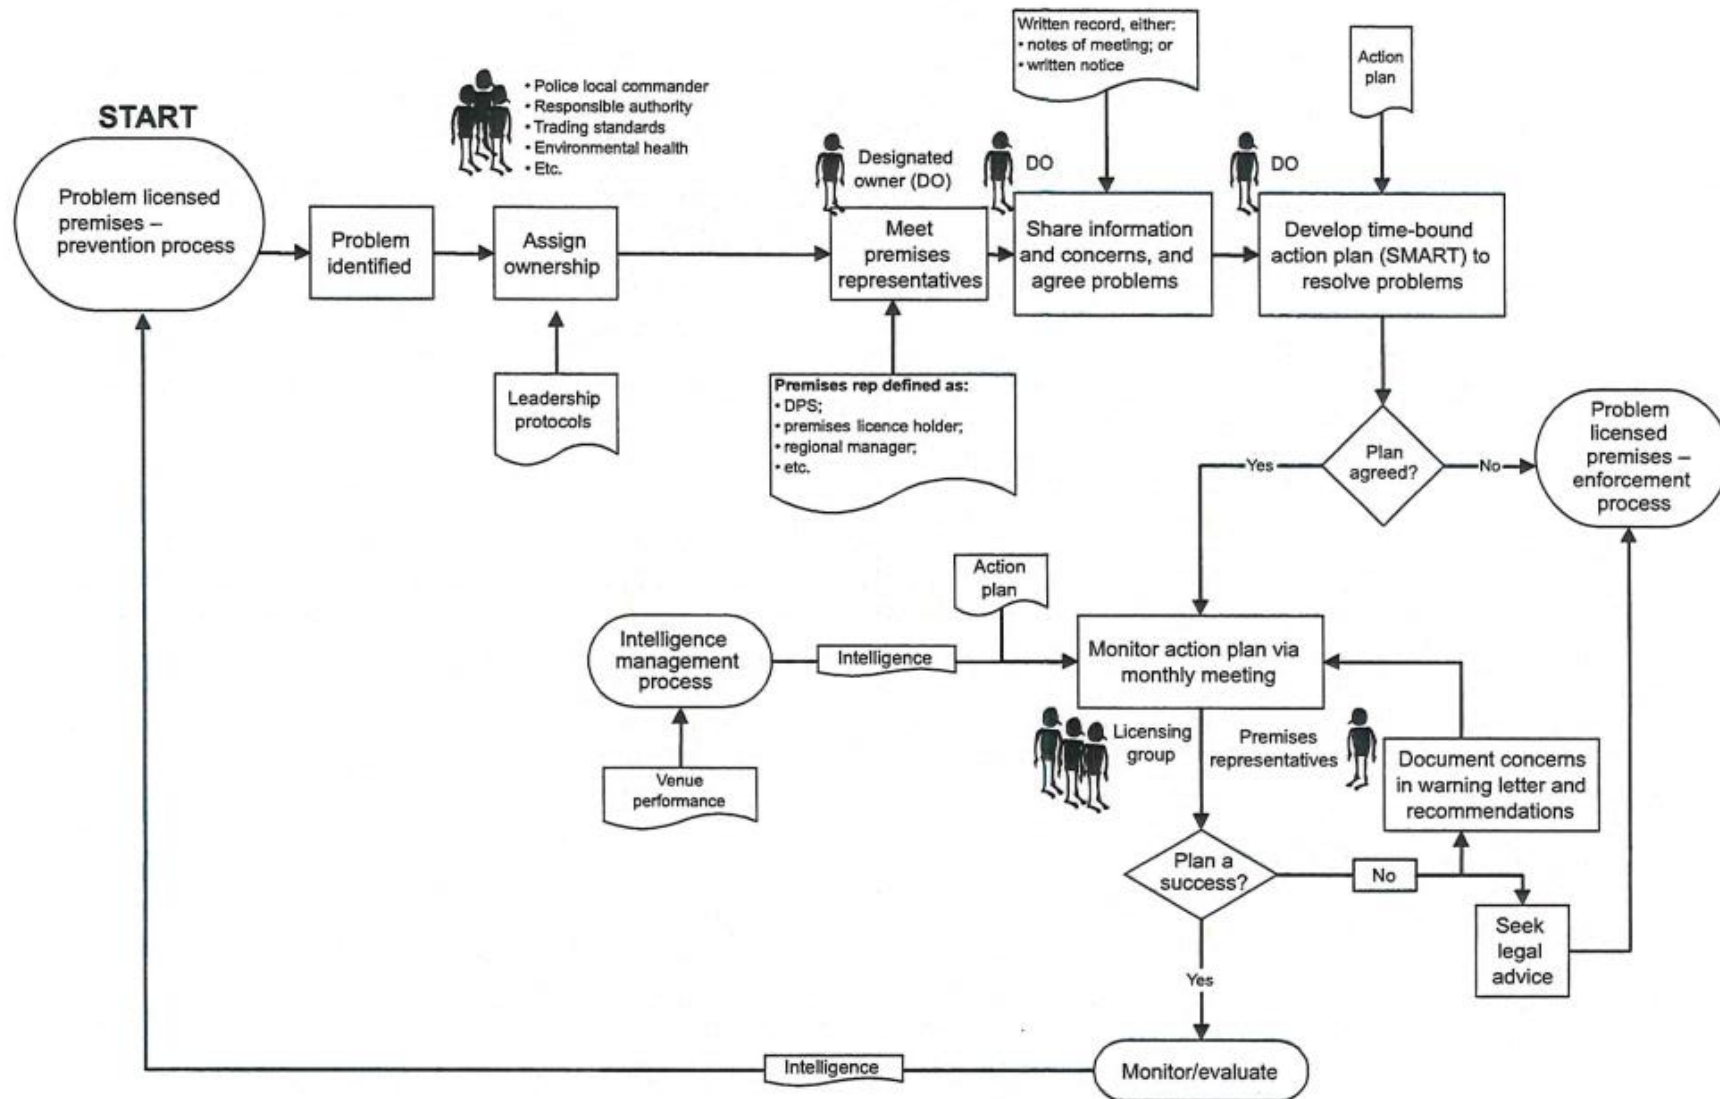 START
Problem licensed
premises –
prevention process
Problem
identified
• Police local commander
• Responsible authority
• Trading standards
• Environmental health
• Etc.
Assign
ownership
Leadership
protocols
Designated
owner (DO)
Meet
premises
representatives
Premises rep defined as:
• DPS;
• premises licence holder;
• regional manager;
• etc.
Written record, either:
• notes of meeting; or
• written notice
DO
Share information
and concerns, and
agree problems
Action
plan
DO
Develop time-bound
action plan (SMART) to
resolve problems
Plan
agreed?
Yes
No
Problem
licensed
premises –
enforcement
process
Action
plan
Intelligence
management
process
Intelligence
Venue
performance
Monitor action plan via
monthly meeting
Licensing
group
Premises
representatives
Document concerns
in warning letter and
recommendations
Plan a
success?
No
Seek
legal
advice
Yes
Monitor/evaluate
Intelligence